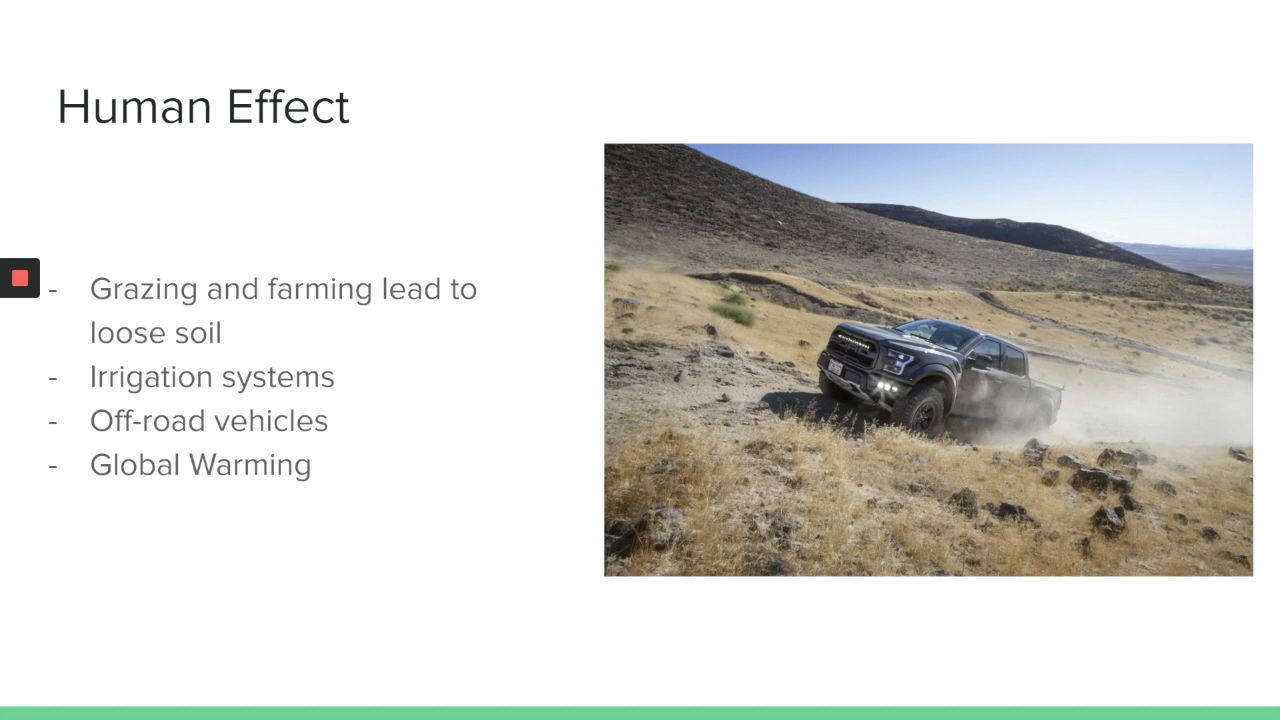 Human Effect
- Grazing and farming lead to
loose soil
- Irrigation systems
- Off-road vehicles
- Global Warming